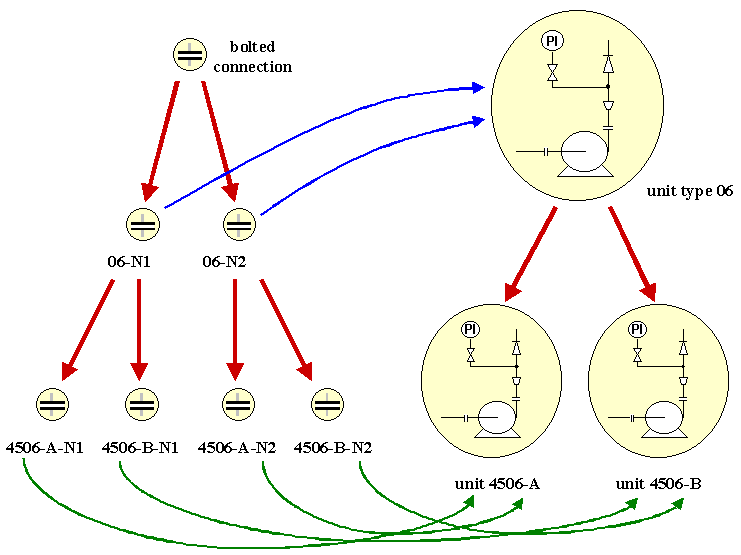 bolted
connection
PI
unit type 06
06-N1
06-N2
PI
PI
4506-A-N1
4506-B-N1
4506-A-N2
4506-B-N2
unit 4506-A
unit 4506-B